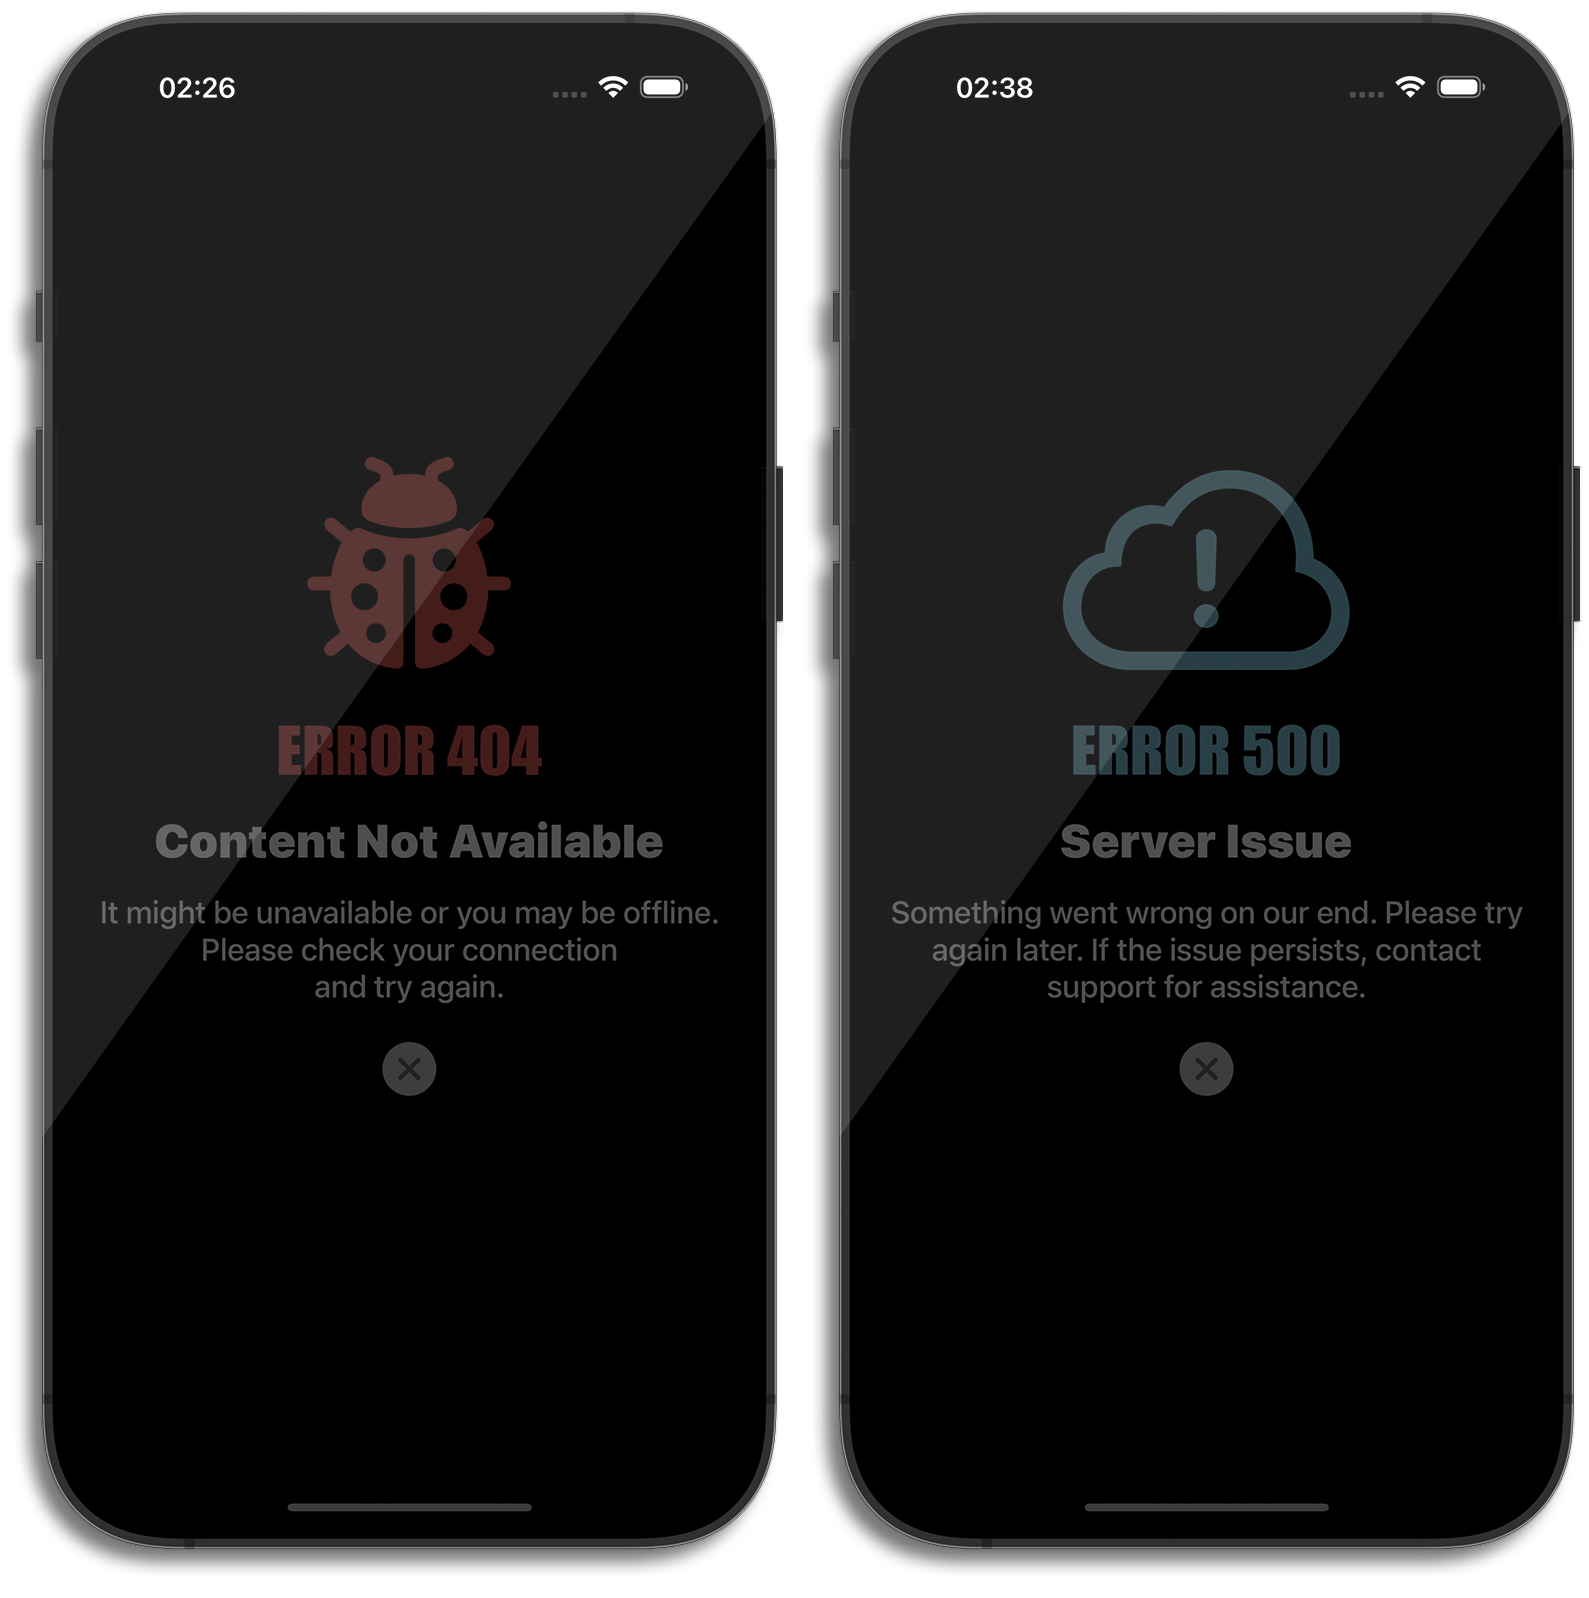 02:26
ERROR 404
Content Not Available
It might be unavailable or you may be offline.
Please check your connection
and try again.
02:38
ERROR 500
Server Issue
Something went wrong on our end. Please try
again later. If the issue persists, contact
support for assistance.